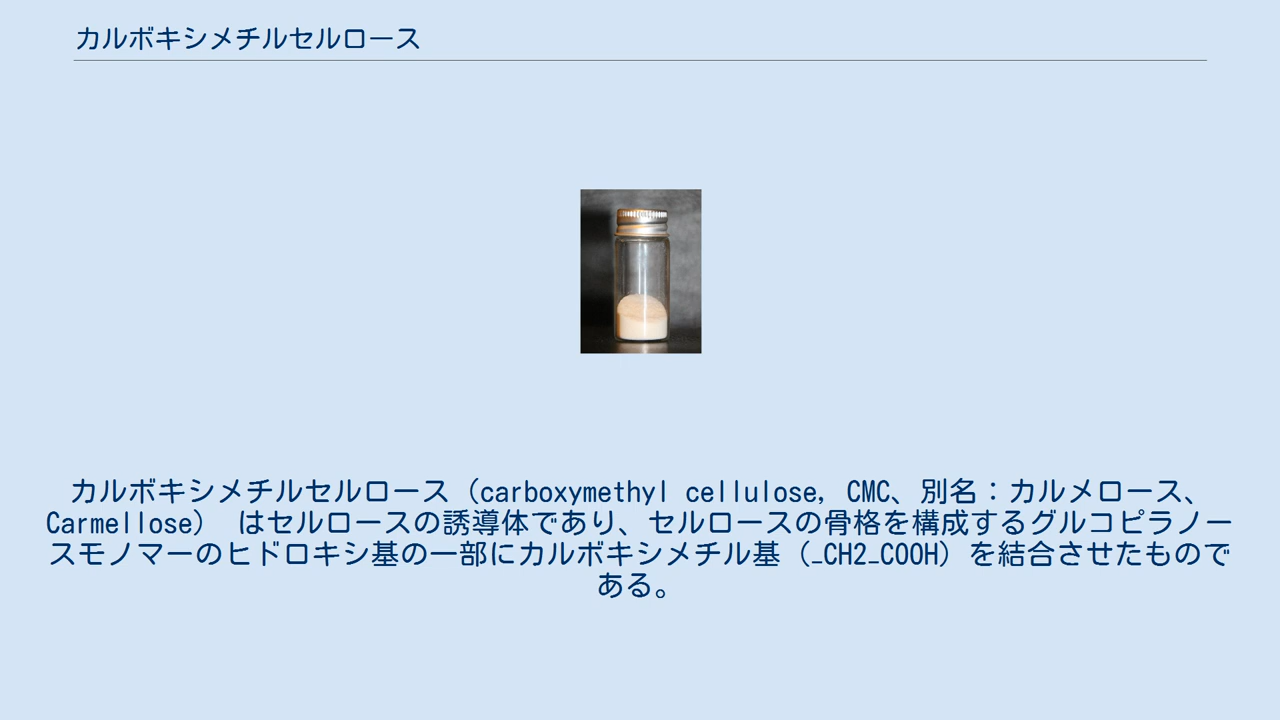 カルボキシメチルセルロース
カルボキシメチルセルロース（carboxymethyl cellulose, CMC、別名：カルメロース、
Carmellose） はセルロースの誘導体であり、セルロースの骨格を構成するグルコピラノー
スモノマーのヒドロキシ基の一部にカルボキシメチル基（–CH2–COOH）を結合させたもので
ある。